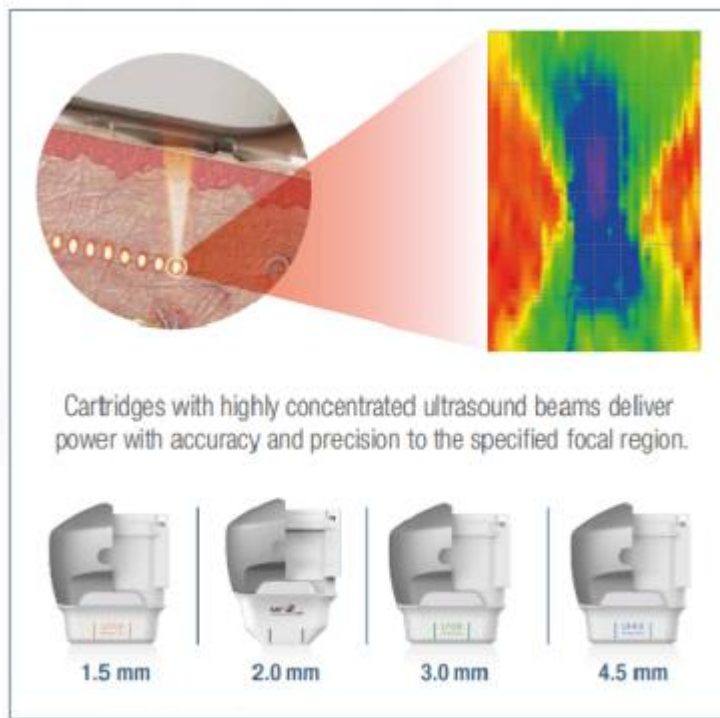 Cartridges with highly concentrated ultrasound beams deliver
power with accuracy and precision to the specified focal region.
1.5 mm
2.0 mm
3.0 mm
4.5 mm